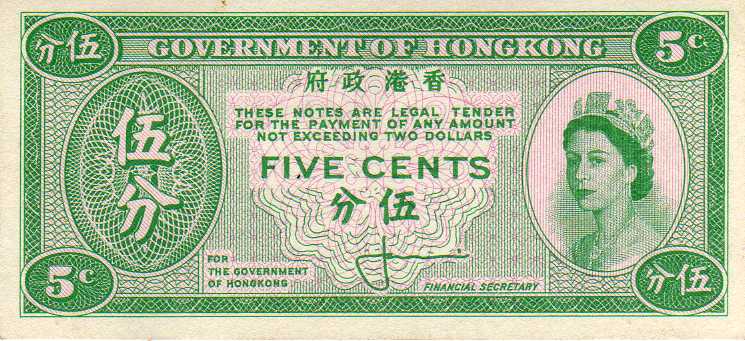 分伍
GOVERNMENT OF HONGKONG
5¢
府政港香
THESE NOTES ARE LEGAL TENDER
FOR THE PAYMENT OF ANY AMOUNT
NOT EXCEEDING TWO DOLLARS
伍分
FIVE CENTS
分伍
FOR
THE GOVERNMENT
OF HONGKONG
FINANCIAL SECRETARY
5¢
分伍